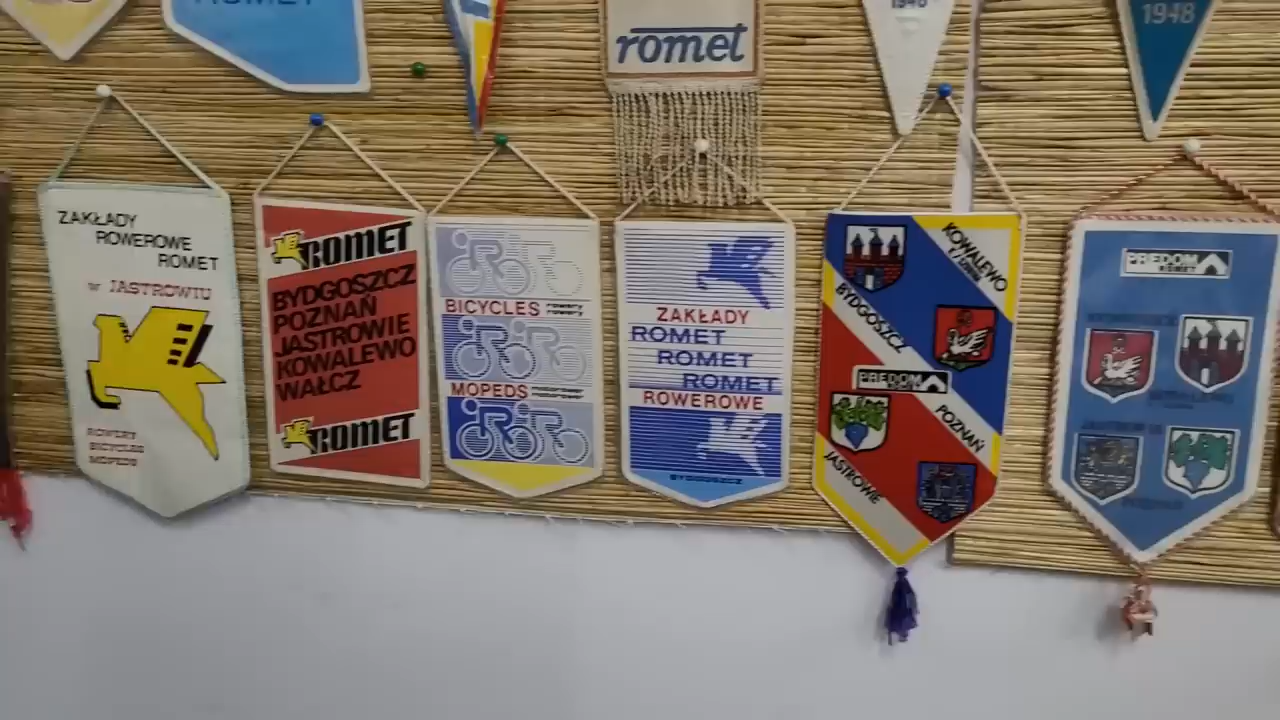 ROMET
romet
1948
1948
ZAKŁADY
ROWEROWE
ROMET
w JASTROWIU
ROWERY
BICYCLES
MOPEDS
ROMET
BYDGOSZCZ
POZNAŃ
JASTROWIE
KOWALEWO
WAŁCZ
ROMET
BICYCLES rowery
rowery
MOPEDS
ZAKŁADY
ROMET
ROMET
ROMET
ROWEROWE
BYDGOSZCZ
KOWALEWO
BYDGOSZCZ
PREDOM
POZNAŃ
JASTROWIE
PREDOM
ROMET